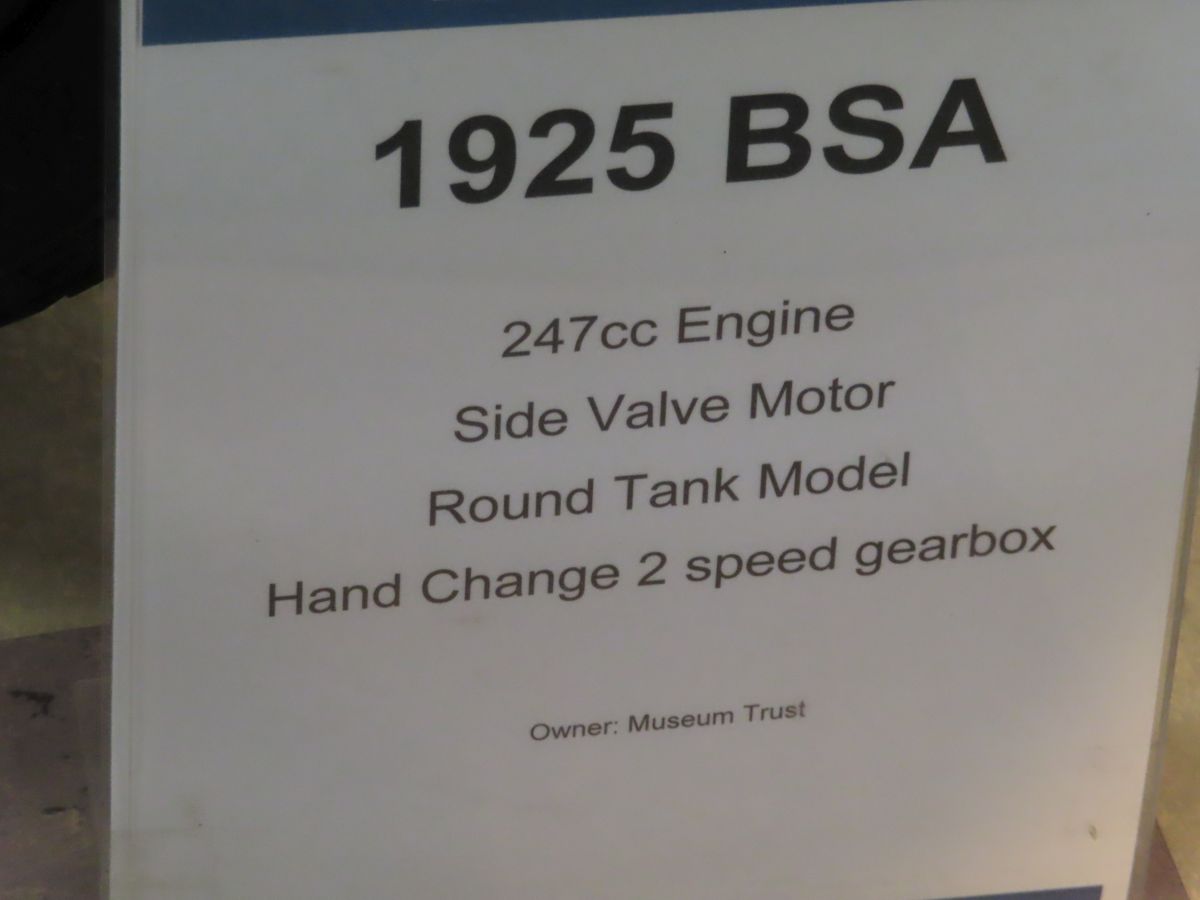 1925 BSA
247cc Engine
Side Valve Motor
Round Tank Model
Hand Change 2 speed gearbox
Owner: Museum Trust